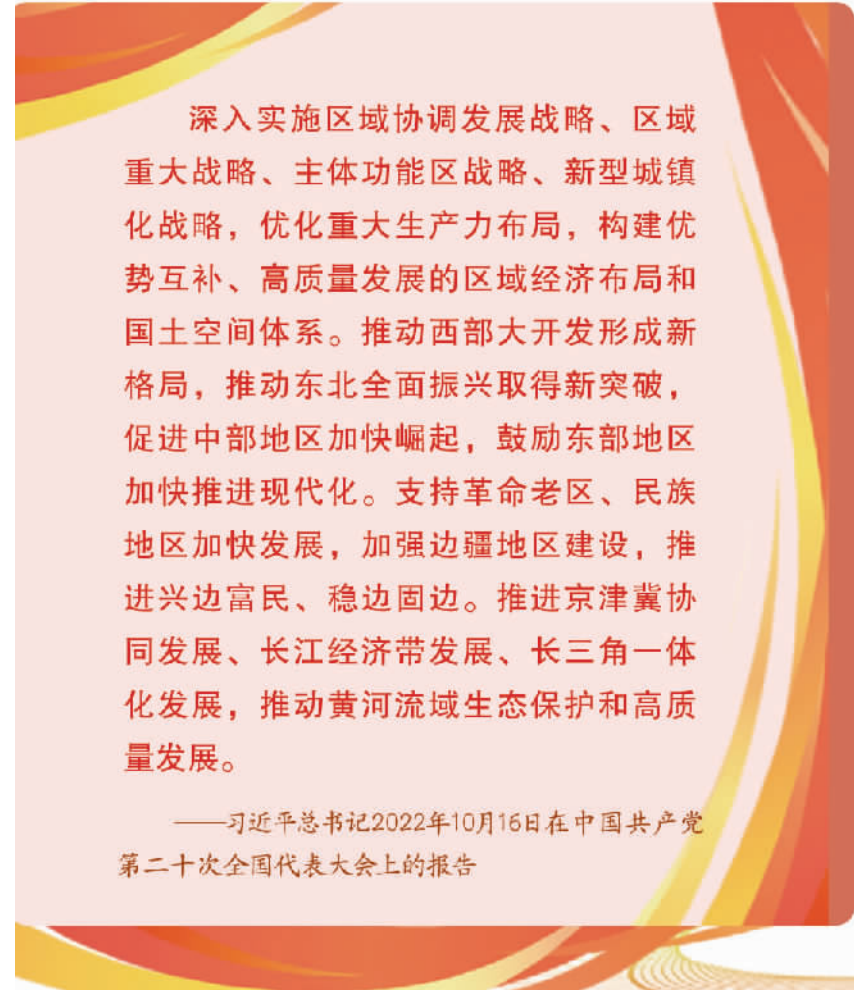 深入实施区域协调发展战略、区域
重大战略、主体功能区战略、新型城镇
化战略，优化重大生产力布局，构建优
势互补、高质量发展的区域经济布局和
国土空间体系。推动西部大开发形成新
格局，推动东北全面振兴取得新突破，
促进中部地区加快崛起，鼓励东部地区
加快推进现代化。支持革命老区、民族
地区加快发展，加强边疆地区建设，推
进兴边富民、稳边固边。推进京津冀协
同发展、长江经济带发展、长三角一体
化发展，推动黄河流域生态保护和高质
量发展。
——习近平总书记2022年10月16日在中国共产党
第二十次全国代表大会上的报告